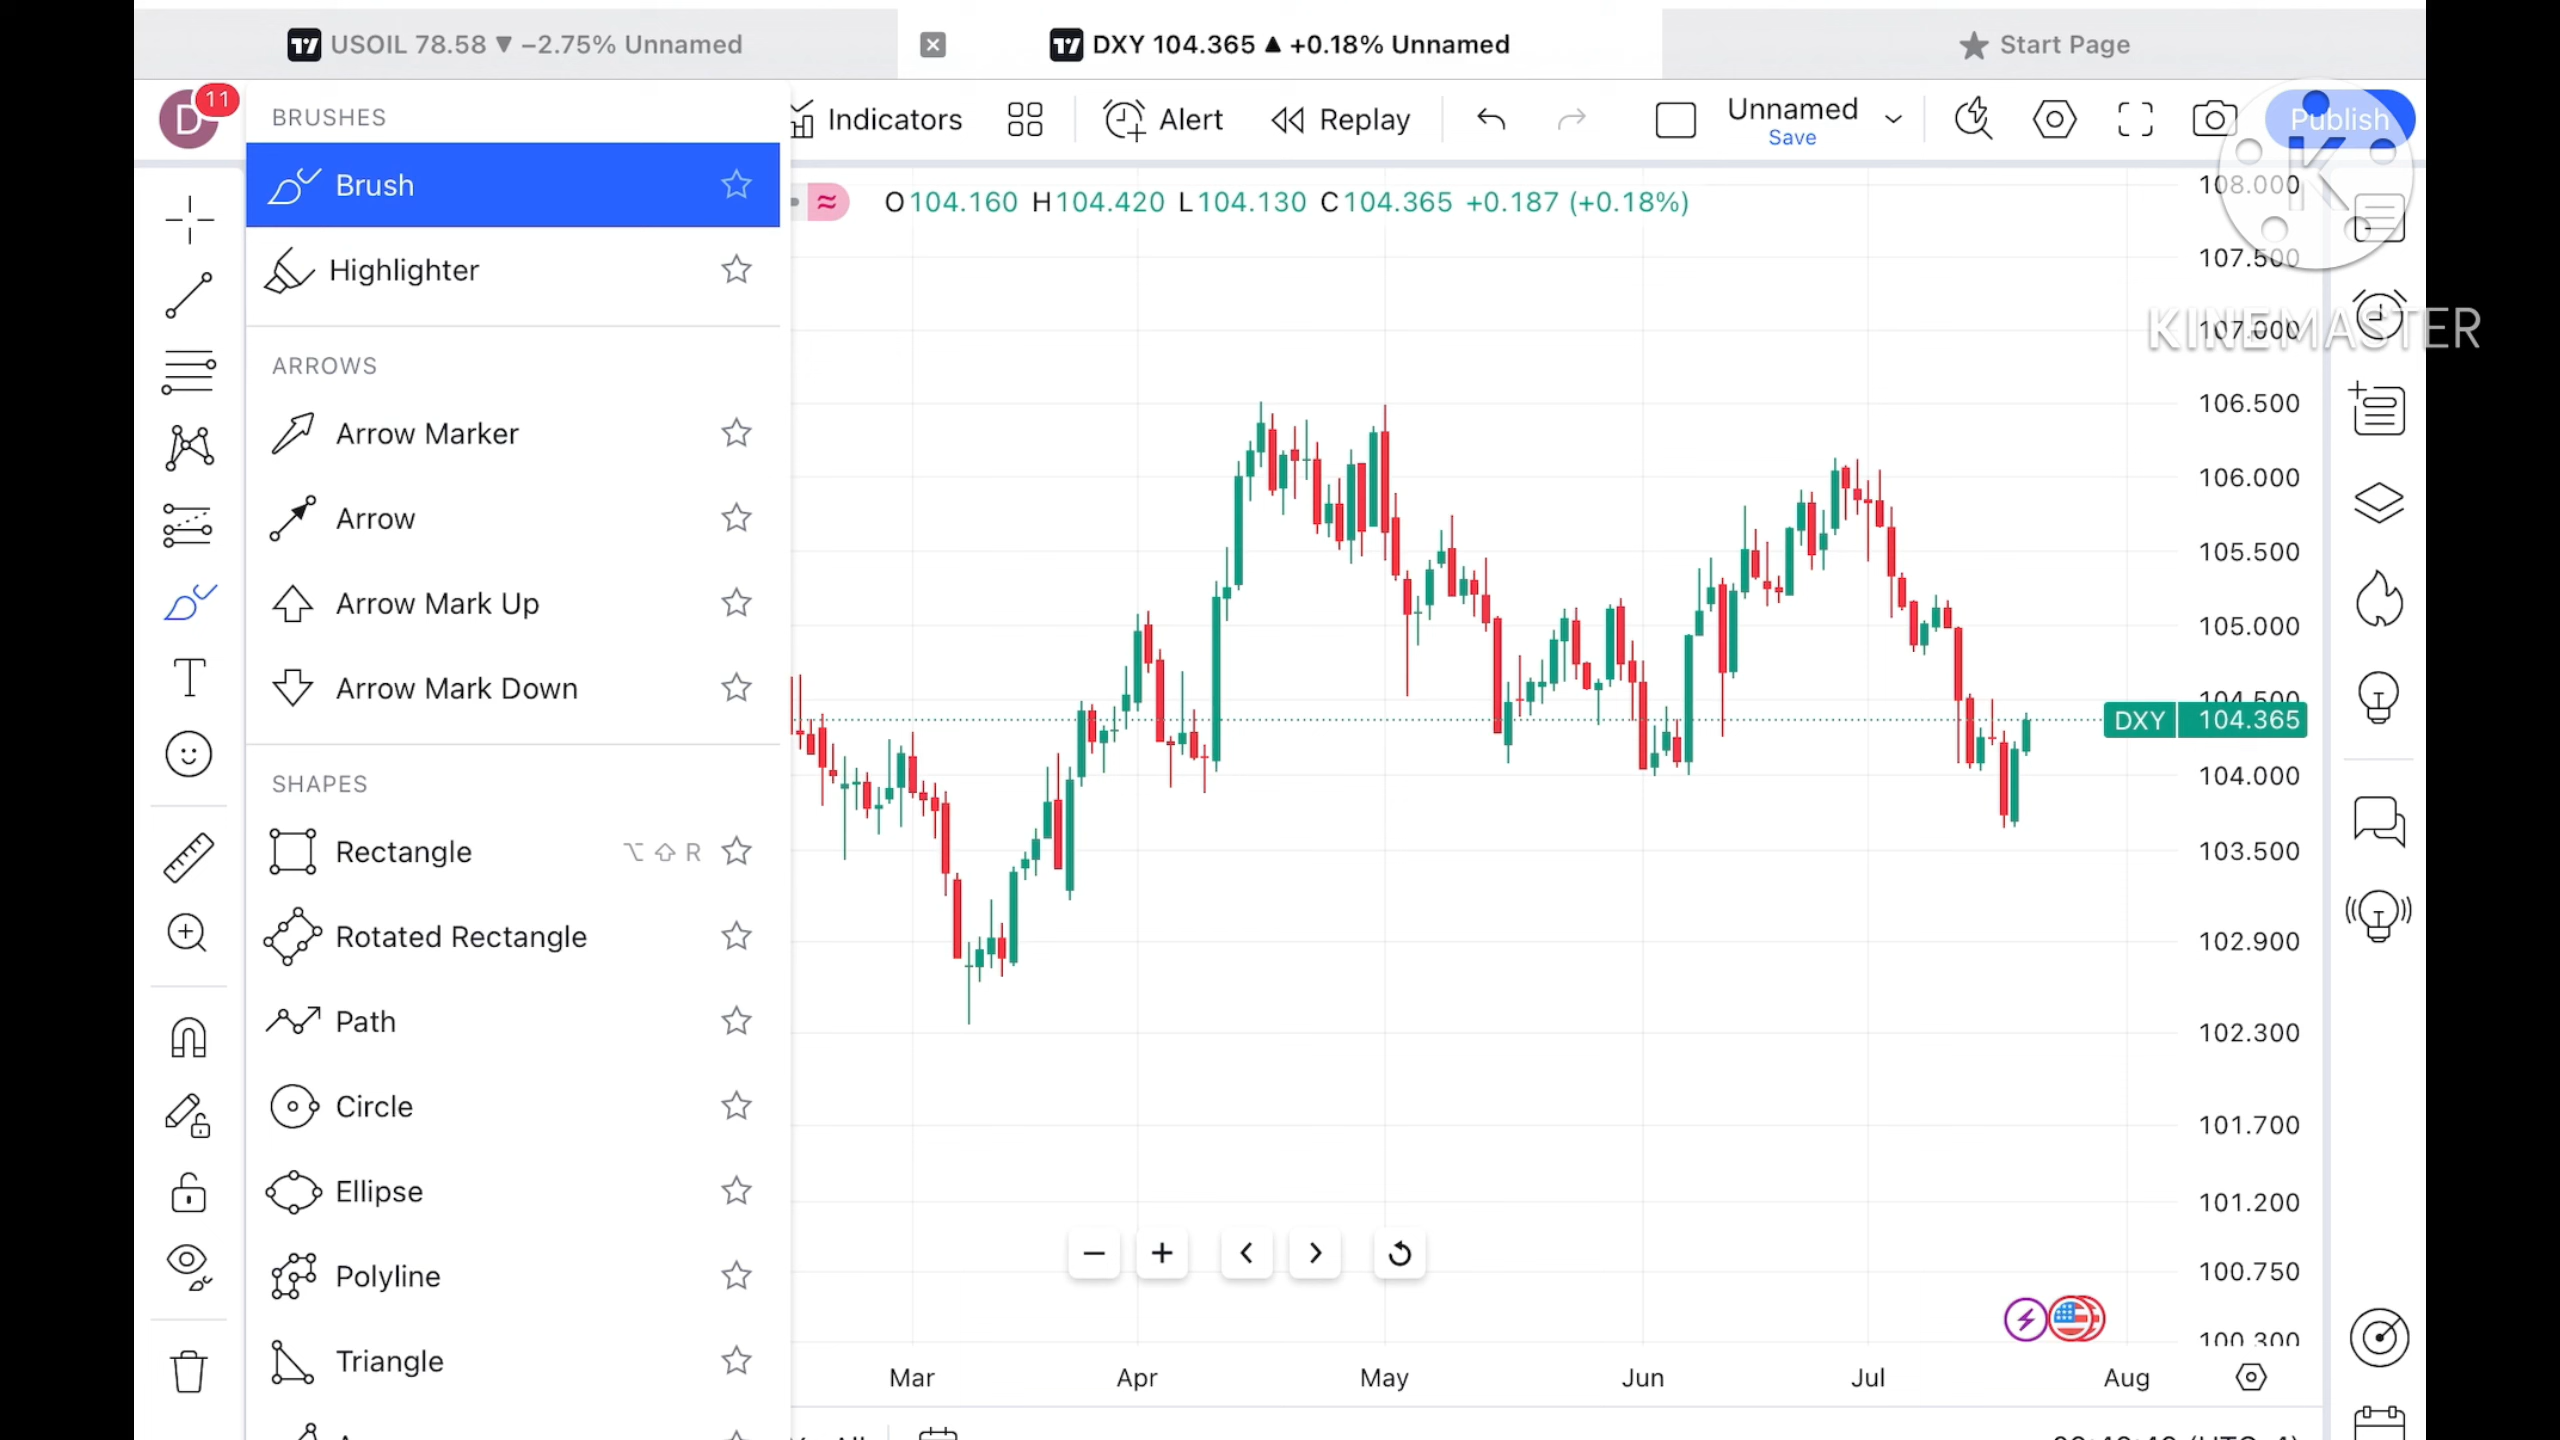 USOIL 78.58 ▼ −2.75% Unnamed
DXY 104.365 ▲ +0.18% Unnamed
Start Page
D
11
Indicators
Alert
Replay
Unnamed
Save
Publish
BRUSHES
Brush
Highlighter
ARROWS
Arrow Marker
Arrow
Arrow Mark Up
Arrow Mark Down
SHAPES
Rectangle ⌥ ⇧ R
Rotated Rectangle
Path
Circle
Ellipse
Polyline
Triangle
O104.160 H104.420 L104.130 C104.365 +0.187 (+0.18%)
K
KINEMASTER
108.000
107.500
107.000
106.500
106.000
105.500
105.000
104.500
DXY 104.365
104.000
103.500
102.900
102.300
101.700
101.200
100.750
100.300
Mar Apr May Jun Jul Aug